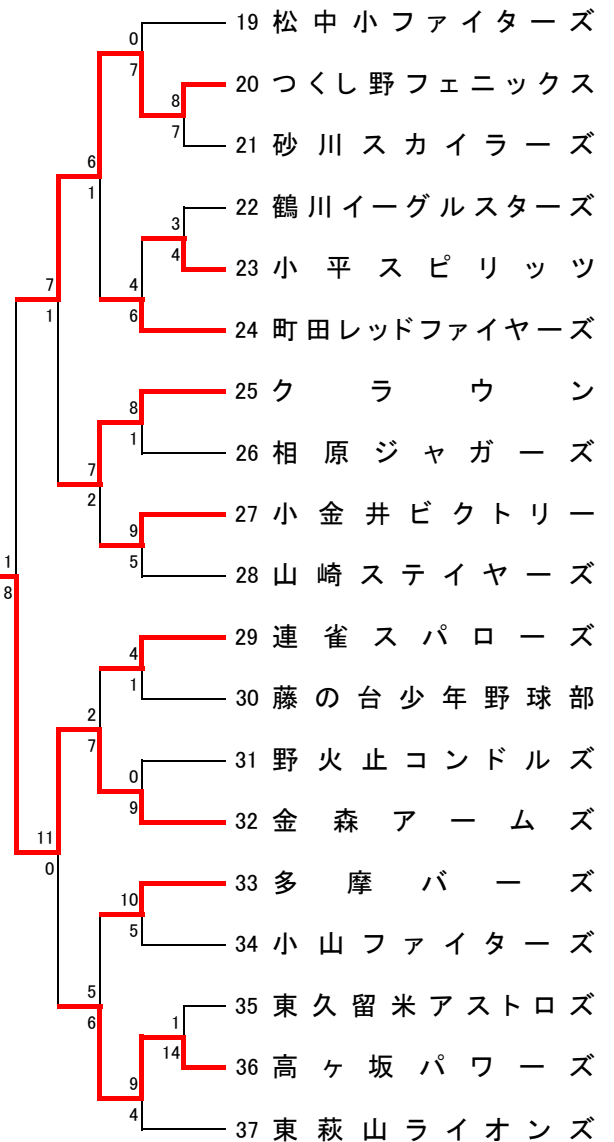 19 松中小ファイターズ
0
7
20 つくし野フェニックス
8
7
21 砂川スカイラーズ
6
1
22 鶴川イーグルスターズ
3
4
23 小平スピリッツ
7
1
4
6
24 町田レッドファイヤーズ
25 クラウン
8
1
26 相原ジャガーズ
7
2
27 小金井ビクトリー
9
5
28 山崎ステイヤーズ
1
8
29 連雀スパローズ
4
1
30 藤の台少年野球部
2
7
31 野火止コンドルズ
0
9
32 金森アームズ
11
0
33 多摩バーズ
10
5
34 小山ファイターズ
5
6
35 東久留米アストロズ
1
14
36 高ヶ坂パワーズ
9
4
37 東萩山ライオンズ